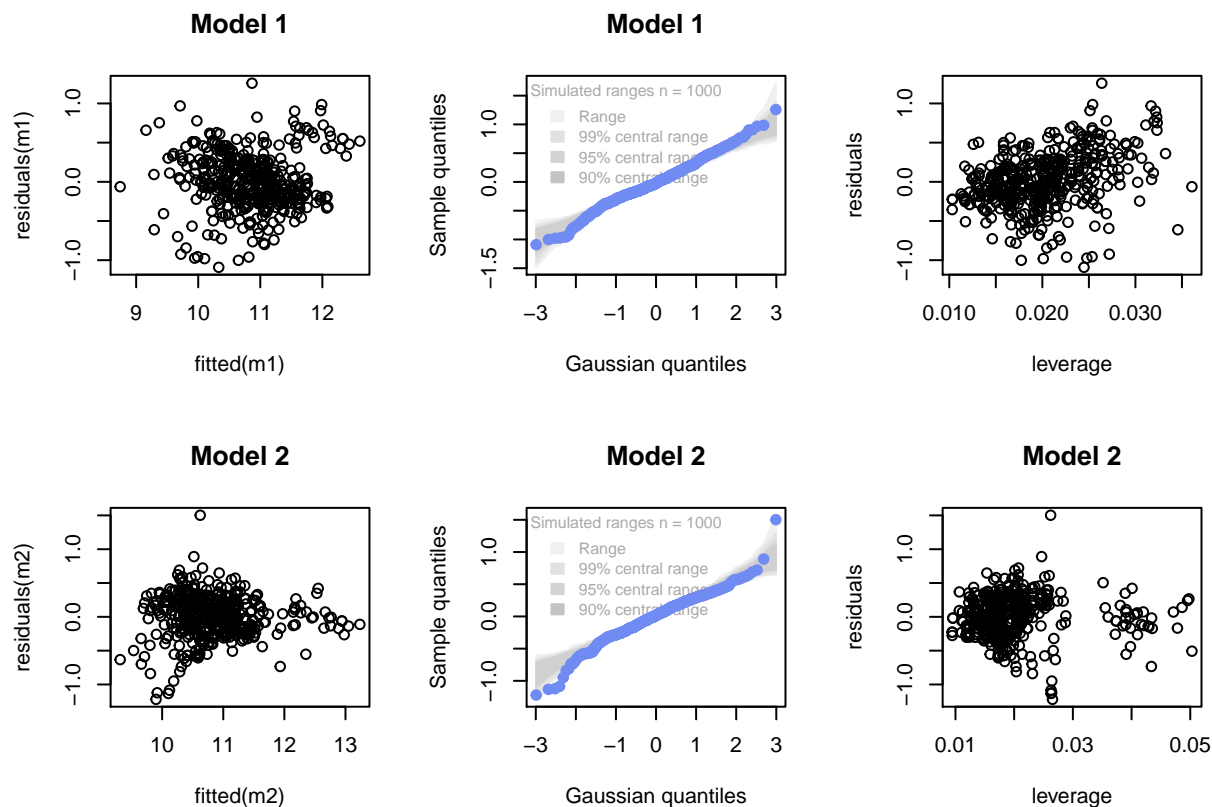 Model 1
residuals(m1)
1.0
0.0
−1.0
9 10 11 12
fitted(m1)
Model 1
Sample quantiles
1.0
0.0
−1.5
Simulated ranges n = 1000
Range
99% central range
95% central range
90% central range
−3 −2 −1 0 1 2 3
Gaussian quantiles
residuals
1.0
0.0
−1.0
0.010 0.020 0.030
leverage
Model 2
residuals(m2)
1.0
0.0
−1.0
10 11 12 13
fitted(m2)
Model 2
Sample quantiles
1.0
0.0
−1.0
Simulated ranges n = 1000
Range
99% central range
95% central range
90% central range
−3 −2 −1 0 1 2 3
Gaussian quantiles
Model 2
residuals
1.0
0.0
−1.0
0.01 0.03 0.05
leverage